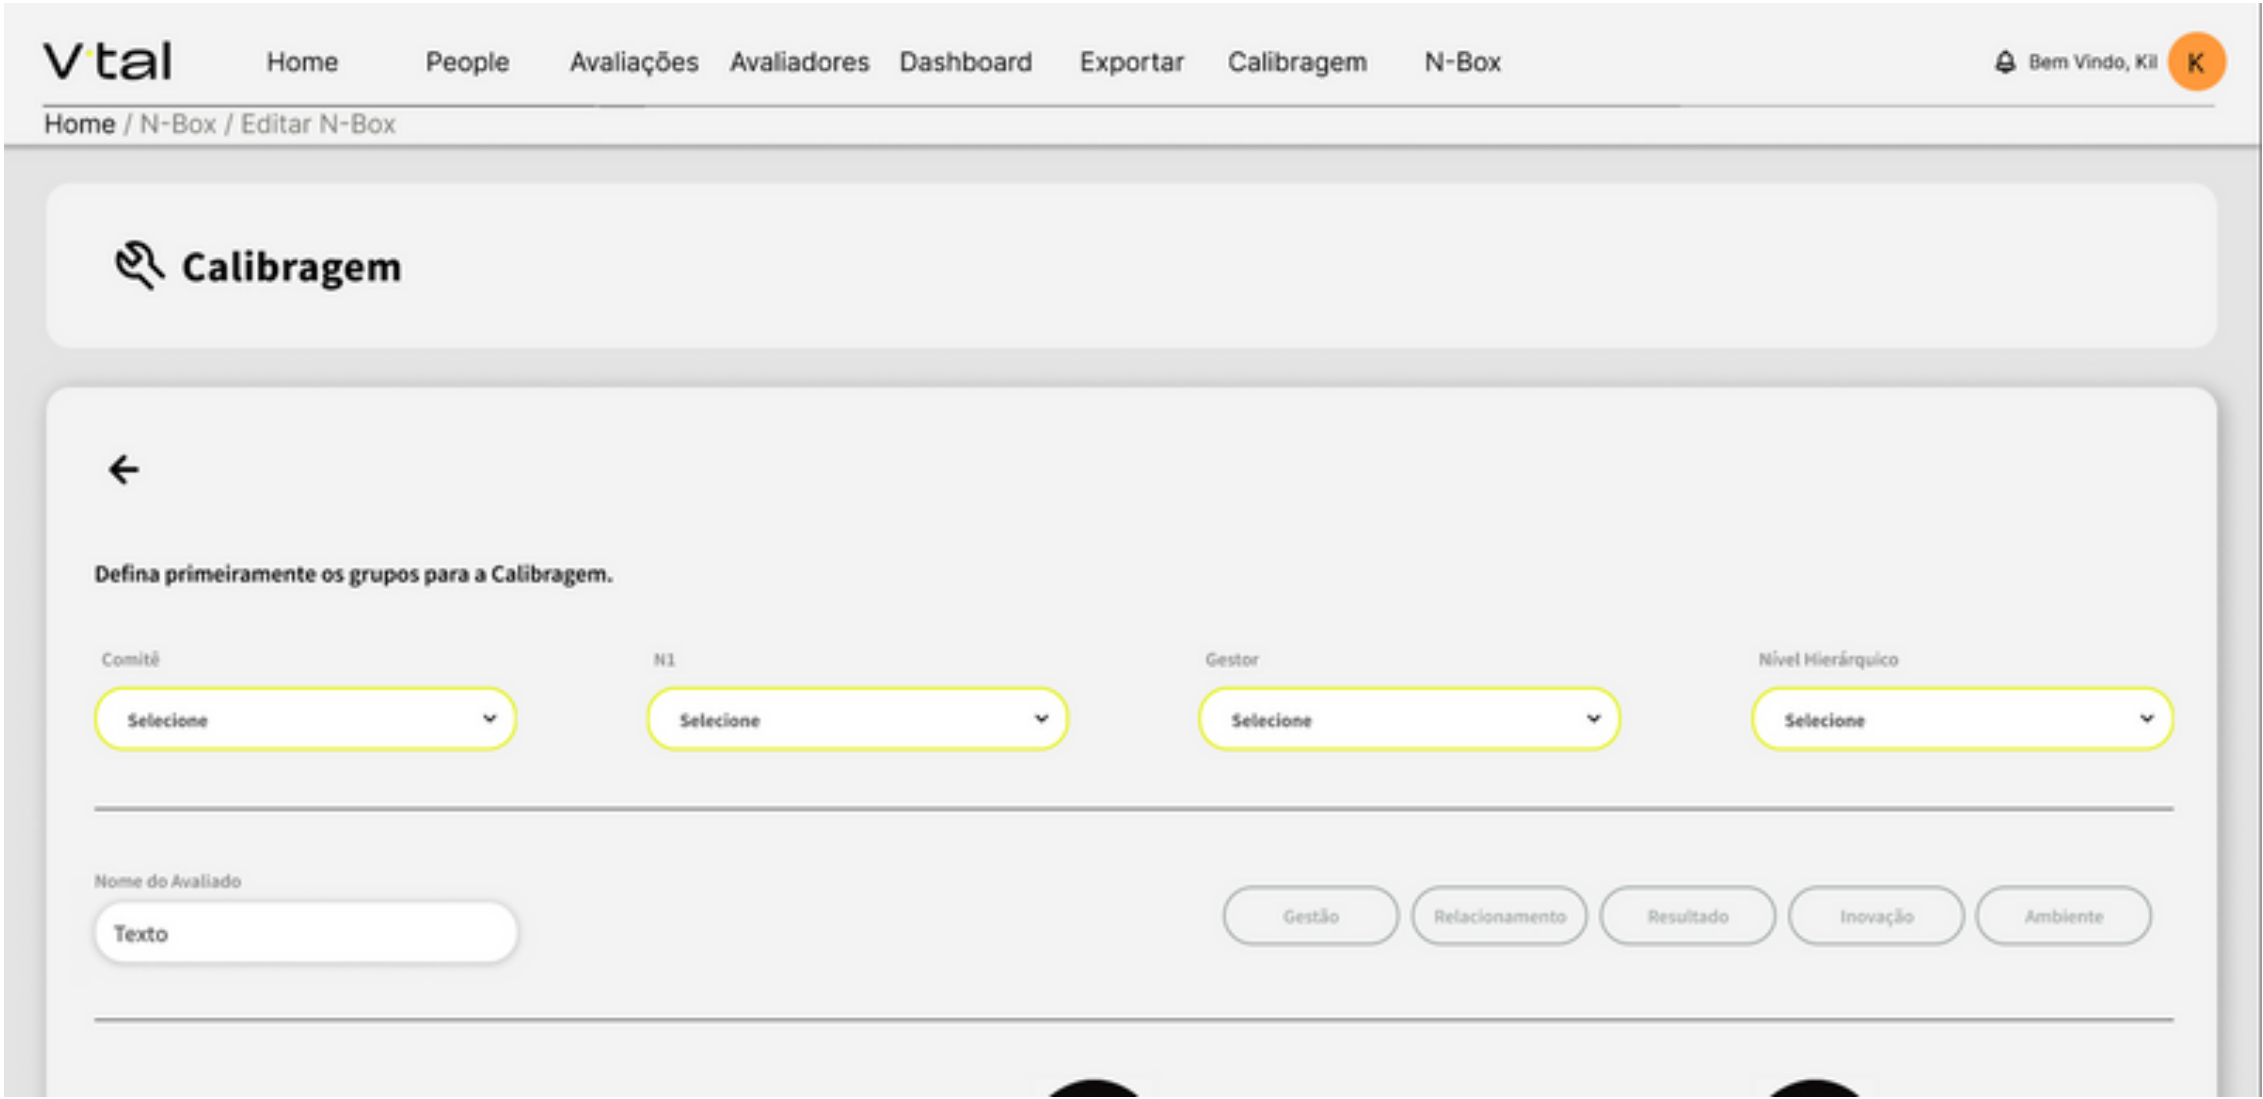 V·tal Home People Avaliações Avaliadores Dashboard Exportar Calibragem N-Box Bem Vindo, Kil K
Home / N-Box / Editar N-Box
Calibragem
Defina primeiramente os grupos para a Calibragem.
Comitê N1 Gestor Nível Hierárquico
Selecione Selecione Selecione Selecione
Nome do Avaliado
Texto Gestão Relacionamento Resultado Inovação Ambiente